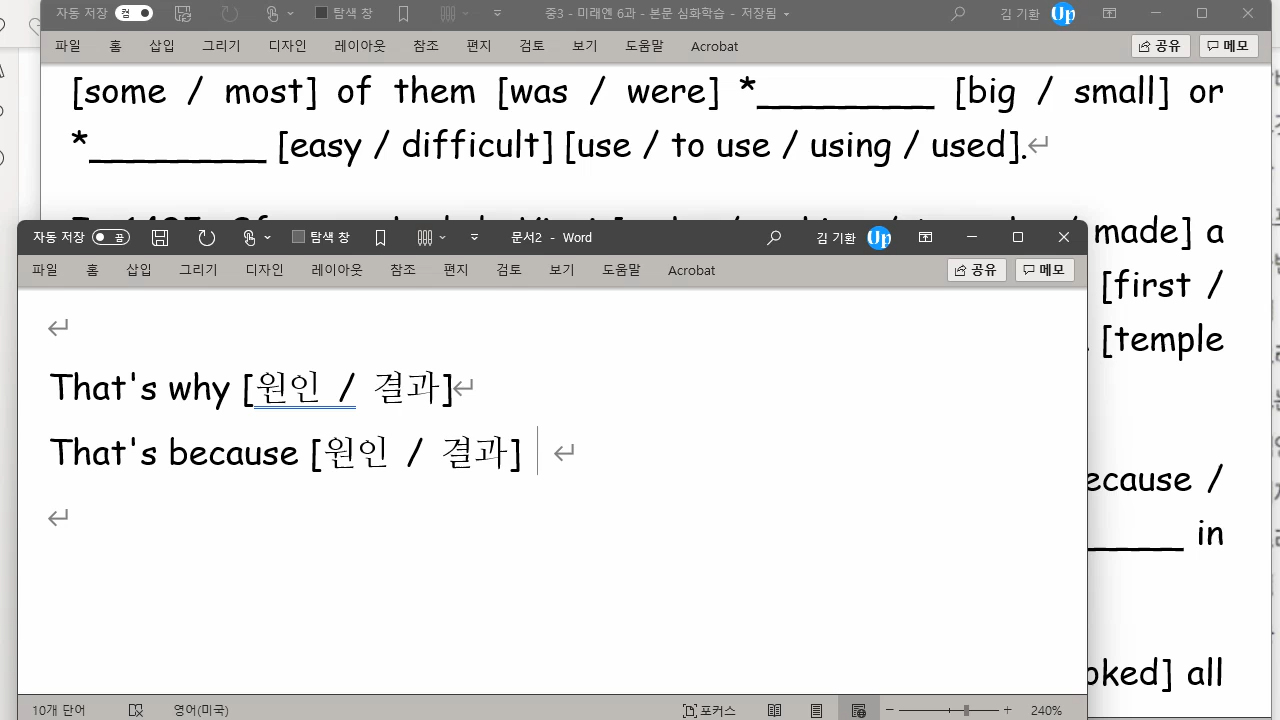 자동 저장 컴 탐색 창 중3 - 미래엔 6과 - 본문 심화학습 - 저장됨 김 기환 Up
파일 홈 삽입 그리기 디자인 레이아웃 참조 편지 검토 보기 도움말 Acrobat 공유 메모
[some / most] of them [was / were] *________ [big / small] or
*________ [easy / difficult] [use / to use / using / used].
made] a
[first /
[temple
ecause /
in
oked] all
자동 저장 끔 탐색 창 문서2 - Word 김 기환 Up
파일 홈 삽입 그리기 디자인 레이아웃 참조 편지 검토 보기 도움말 Acrobat 공유 메모
That's why [원인 / 결과]
That's because [원인 / 결과]
10개 단어 영어(미국) 포커스 240%